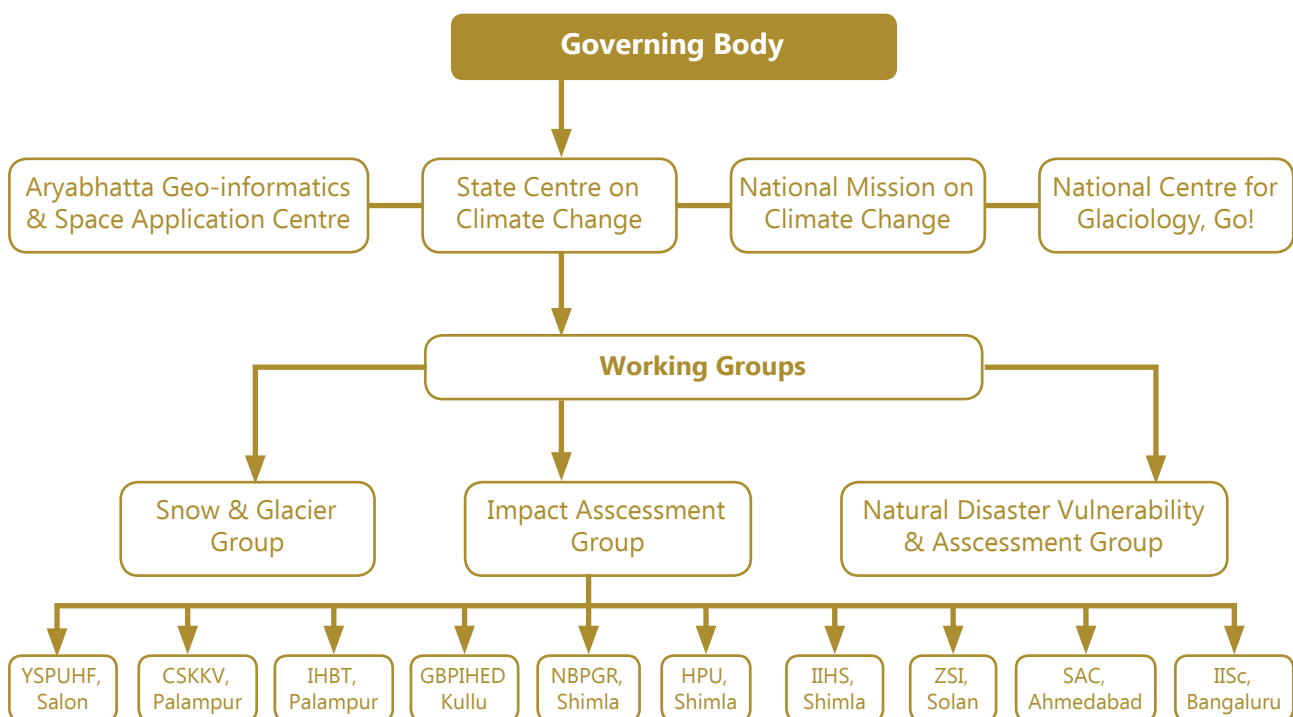 Governing Body
Aryabhatta Geo-informatics
& Space Application Centre
State Centre on
Climate Change
National Mission on
Climate Change
National Centre for
Glaciology, Go!
Working Groups
Snow & Glacier
Group
Impact Asscessment
Group
Natural Disaster Vulnerability
& Asscessment Group
YSPUHF,
Salon
CSKKV,
Palampur
IHBT,
Palampur
GBPIHED
Kullu
NBPGR,
Shimla
HPU,
Shimla
IIHS,
Shimla
ZSI,
Solan
SAC,
Ahmedabad
IISc,
Bangaluru